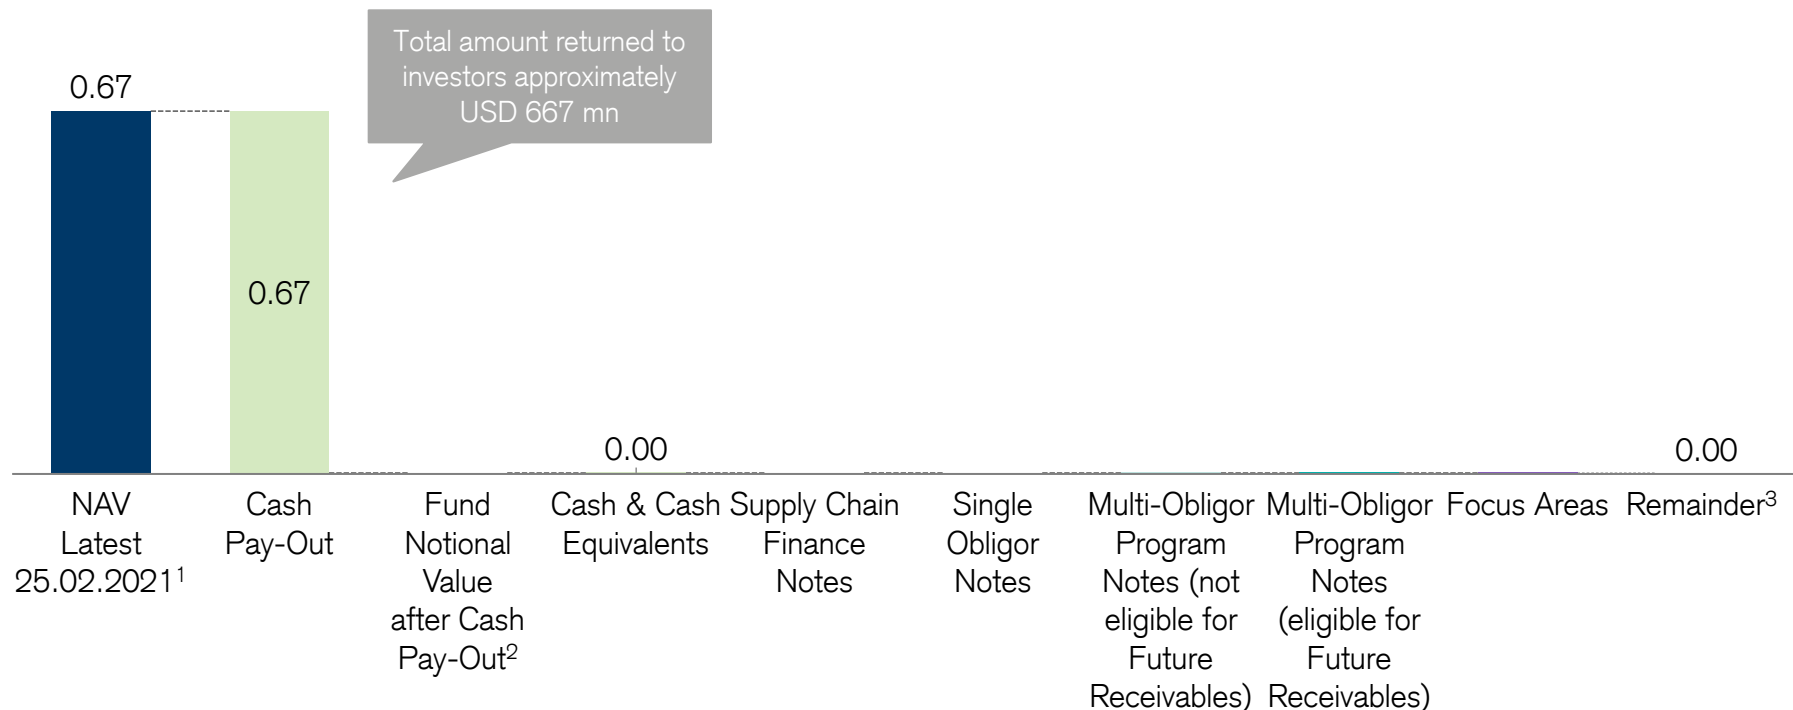 Total amount returned to
investors approximately
USD 667 mn
0.67
0.67
0.00
0.00
NAV
Latest
25.02.2021¹
Cash
Pay-Out
Fund
Notional
Value
after Cash
Pay-Out²
Cash & Cash
Equivalents
Supply Chain
Finance
Notes
Single
Obligor
Notes
Multi-Obligor
Program
Notes (not
eligible for
Future
Receivables)
Multi-Obligor
Program
Notes
(eligible for
Future
Receivables)
Focus Areas
Remainder³